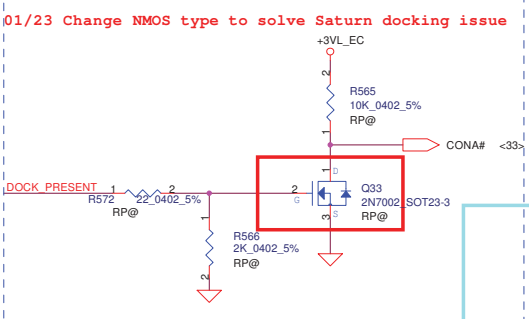 01/23 Change NMOS type to solve Saturn docking issue
+3VL_EC
2
R565
10K_0402_5%
RP@
1
CONA# <33>
1 D
DOCK_PRESENT 1 2
R572 22_0402_5%
RP@
2
G
Q33
2N7002_SOT23-3
RP@
3 S
1
R566
2K_0402_5%
RP@
2